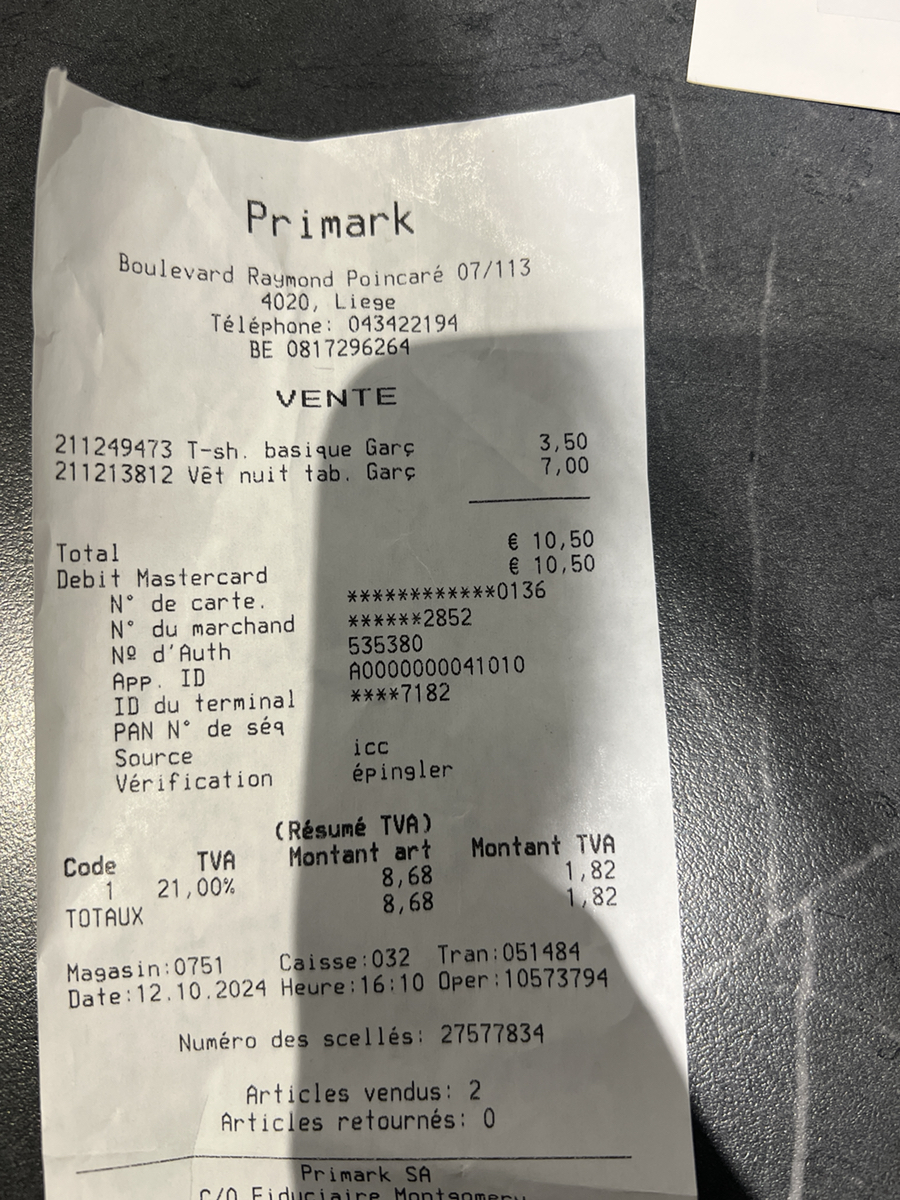 Primark
Boulevard Raymond Poincaré 07/113
4020, Liege
Téléphone: 043422194
BE 0817296264
VENTE
211249473 T-sh. basique Garç 3,50
211213812 Vêt nuit tab. Garç 7,00
Total € 10,50
Debit Mastercard € 10,50
N° de carte. ************0136
N° du marchand ******2852
Nº d'Auth 535380
App. ID A0000000041010
ID du terminal ****7182
PAN N° de séq
Source icc
Vérification épingler
(Résumé TVA)
Code TVA Montant art Montant TVA
1 21,00% 8,68 1,82
TOTAUX 8,68 1,82
Magasin:0751 Caisse:032 Tran:051484
Date:12.10.2024 Heure:16:10 Oper:10573794
Numéro des scellés: 27577834
Articles vendus: 2
Articles retournés: 0
Primark SA
C/O Fiduciaire Montgomery